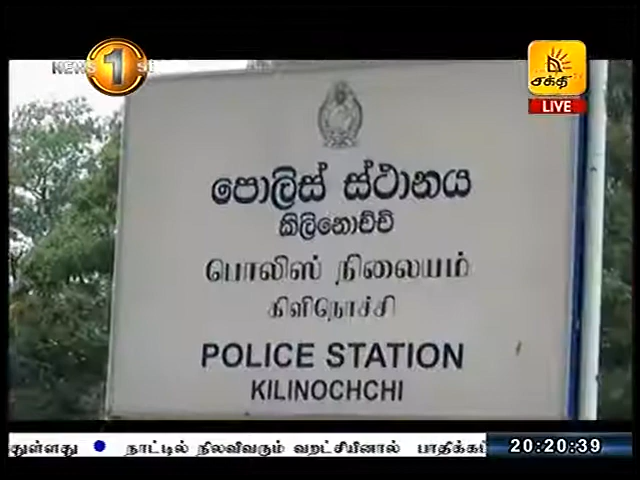 NEWS 1ST
சக்தி
LIVE
පොලිස් ස්ථානය
කිලිනොච්චි
பொலிஸ் நிலையம்
கிளிநொச்சி
POLICE STATION
KILINOCHCHI
துள்ளது ● நாட்டில் நிலவிவரும் வறட்சியினால் பாதிக்கப்
20:20:39